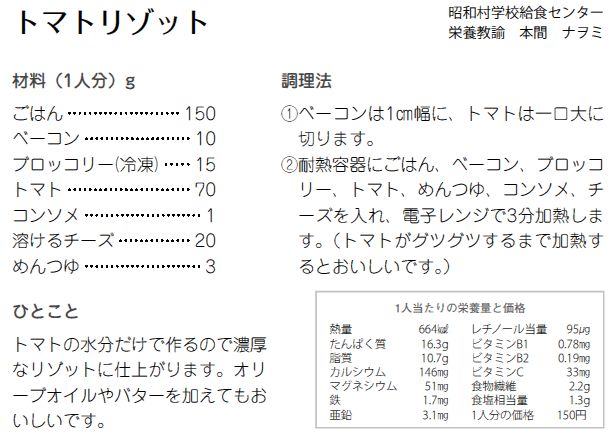 トマトリゾット
昭和村学校給食センター
栄養教諭　本間　ナヲミ
材料（1人分）g
ごはん 150
ベーコン 10
ブロッコリー(冷凍) 15
トマト 70
コンソメ 1
溶けるチーズ 20
めんつゆ 3
ひとこと
トマトの水分だけで作るので濃厚
なリゾットに仕上がります。オリ
ーブオイルやバターを加えてもお
いしいです。
調理法
①ベーコンは1㎝幅に、トマトは一口大に
切ります。
②耐熱容器にごはん、ベーコン、ブロッコ
リー、トマト、めんつゆ、コンソメ、チ
ーズを入れ、電子レンジで3分加熱しま
す。（トマトがグツグツするまで加熱す
るとおいしいです。）
1人当たりの栄養量と価格
熱量 664㎉ レチノール当量 95μg
たんぱく質 16.3g ビタミンB1 0.78mg
脂質 10.7g ビタミンB2 0.19mg
カルシウム 146mg ビタミンC 33mg
マグネシウム 51mg 食物繊維 2.2g
鉄 1.7mg 食塩相当量 1.3g
亜鉛 3.1mg 1人分の価格 150円